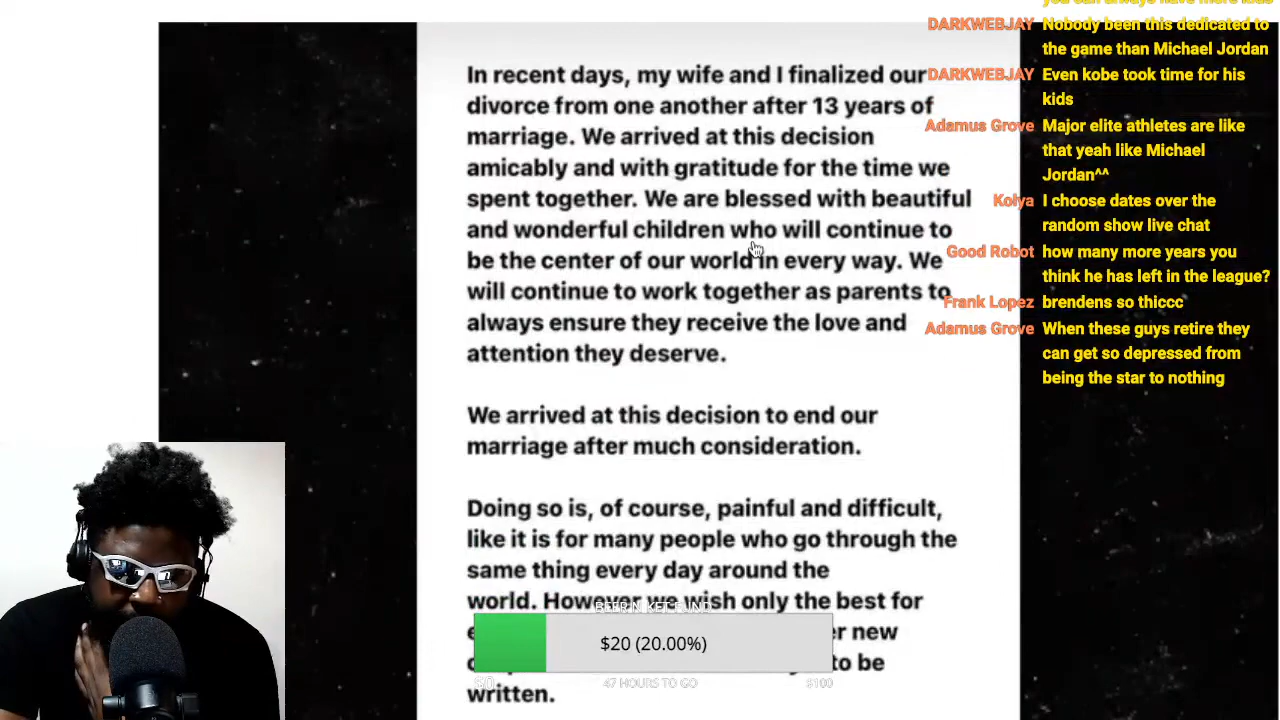 In recent days, my wife and I finalized our
divorce from one another after 13 years of
marriage. We arrived at this decision
amicably and with gratitude for the time we
spent together. We are blessed with beautiful
and wonderful children who will continue to
be the center of our world in every way. We
will continue to work together as parents to
always ensure they receive the love and
attention they deserve.
We arrived at this decision to end our
marriage after much consideration.
Doing so is, of course, painful and difficult,
like it is for many people who go through the
same thing every day around the
world. However we wish only the best for
new
to be
written.
$20 (20.00%)
47 HOURS TO GO
$100
DARKWEBJAY Nobody been this dedicated to
the game than Michael Jordan
DARKWEBJAY Even kobe took time for his
kids
Adamus Grove Major elite athletes are like
that yeah like Michael
Jordan^^
Kolya I choose dates over the
random show live chat
Good Robot how many more years you
think he has left in the league?
Frank Lopez brendens so thiccc
Adamus Grove When these guys retire they
can get so depressed from
being the star to nothing